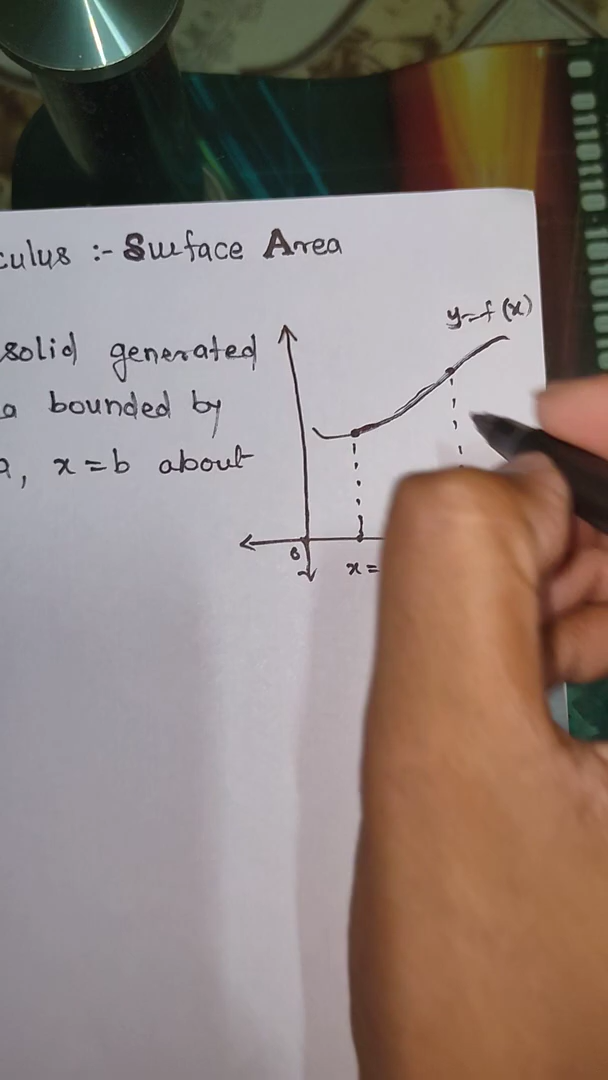 culus :- Surface Area
y=f(x)
solid generated
a bounded by
a, x=b about
0
x=